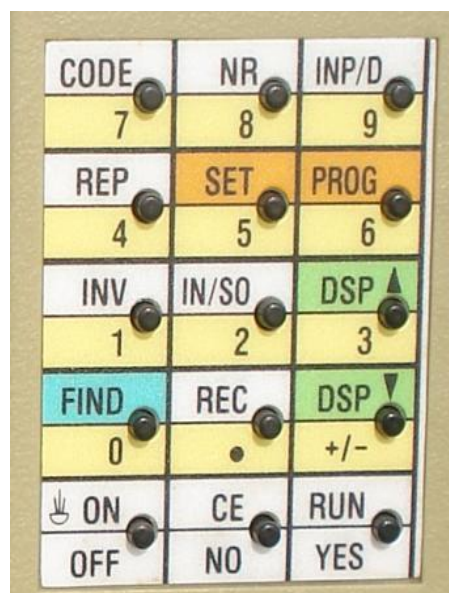 CODE NR INP/D
7 8 9
REP SET PROG
4 5 6
INV IN/SO DSP ▲
1 2 3
FIND REC DSP ▼
0 • +/-
ON CE RUN
OFF NO YES